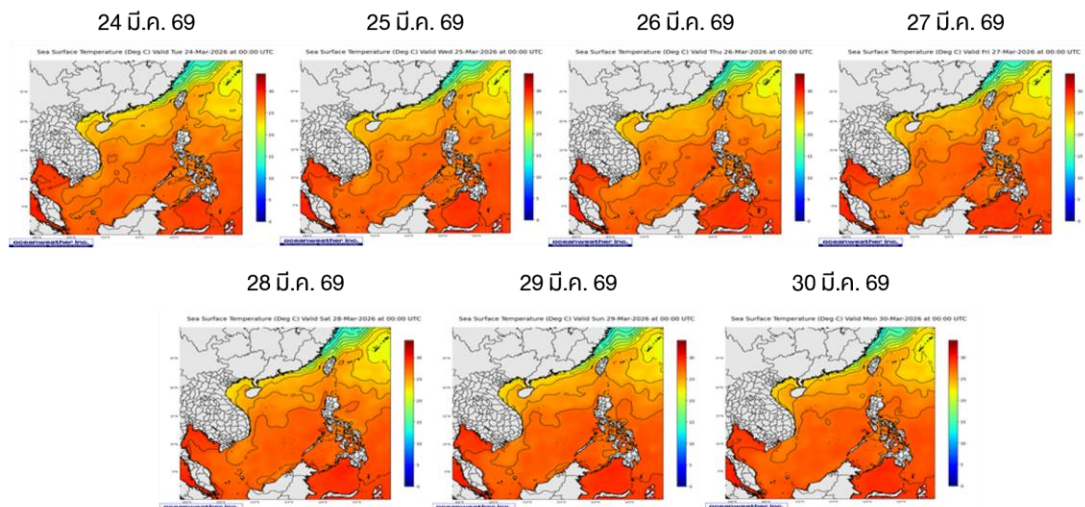 24 มี.ค. 69
25 มี.ค. 69
26 มี.ค. 69
27 มี.ค. 69
Sea Surface Temperature (Deg C) Valid Tue 24-Mar-2026 at 00:00 UTC
Sea Surface Temperature (Deg C) Valid Wed 25-Mar-2026 at 00:00 UTC
Sea Surface Temperature (Deg C) Valid Thu 26-Mar-2026 at 00:00 UTC
Sea Surface Temperature (Deg C) Valid Fri 27-Mar-2026 at 00:00 UTC
oceanweather inc.
oceanweather inc.
oceanweather inc.
oceanweather inc.
28 มี.ค. 69
29 มี.ค. 69
30 มี.ค. 69
Sea Surface Temperature (Deg C) Valid Sat 28-Mar-2026 at 00:00 UTC
Sea Surface Temperature (Deg C) Valid Sun 29-Mar-2026 at 00:00 UTC
Sea Surface Temperature (Deg C) Valid Mon 30-Mar-2026 at 00:00 UTC